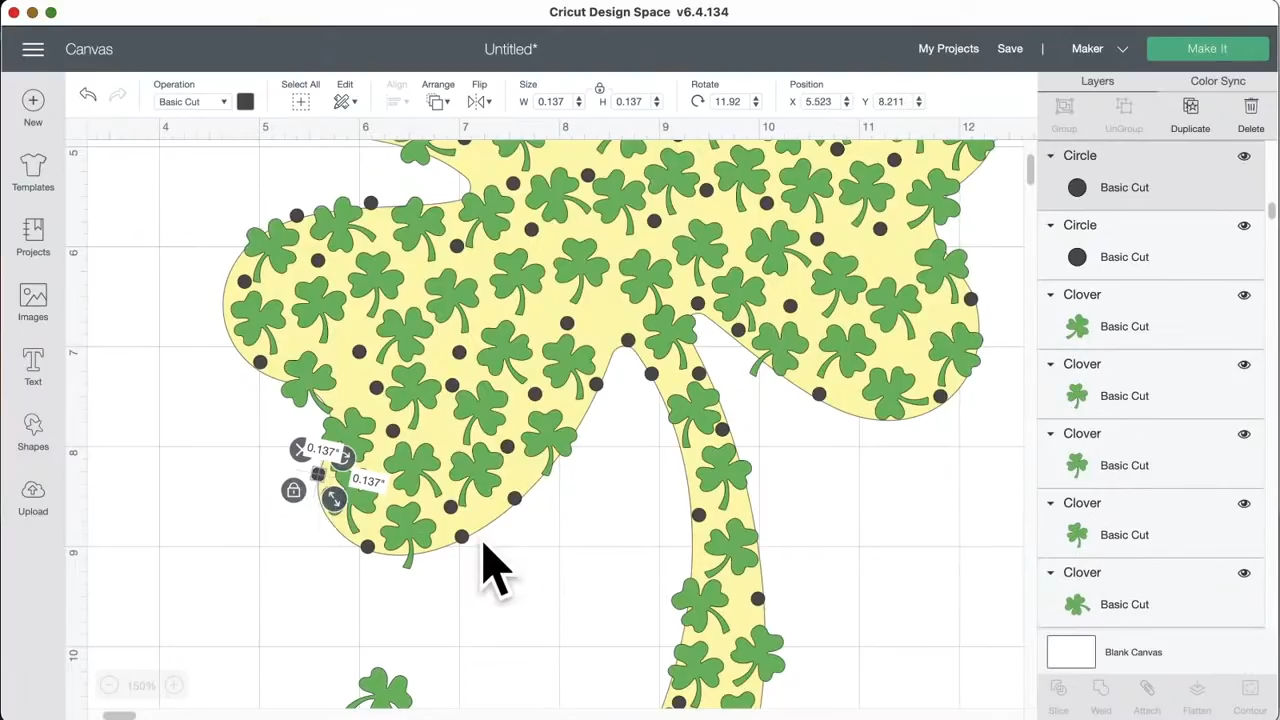 Cricut Design Space v6.4.134
Canvas
Untitled*
My Projects
Save
|
Maker
Make It
Operation
Basic Cut
Select All
Edit
Align
Arrange
Flip
Size
W 0.137
H 0.137
Rotate
11.92
Position
X 5.523
Y 8.211
Layers
Color Sync
Group
UnGroup
Duplicate
Delete
4 5 6 7 8 9 10 11 12
5
6
7
8
9
10
New
Templates
Projects
Images
Text
Shapes
Upload
0.137"
0.137"
150%
Circle
Basic Cut
Circle
Basic Cut
Clover
Basic Cut
Clover
Basic Cut
Clover
Basic Cut
Clover
Basic Cut
Clover
Basic Cut
Blank Canvas
Slice
Weld
Attach
Flatten
Contour